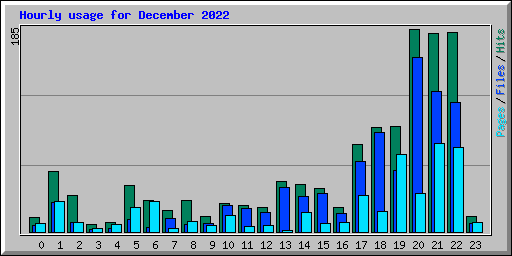 Hourly usage for December 2022
185
Pages / Files / Hits
0 1 2 3 4 5 6 7 8 9 10 11 12 13 14 15 16 17 18 19 20 21 22 23